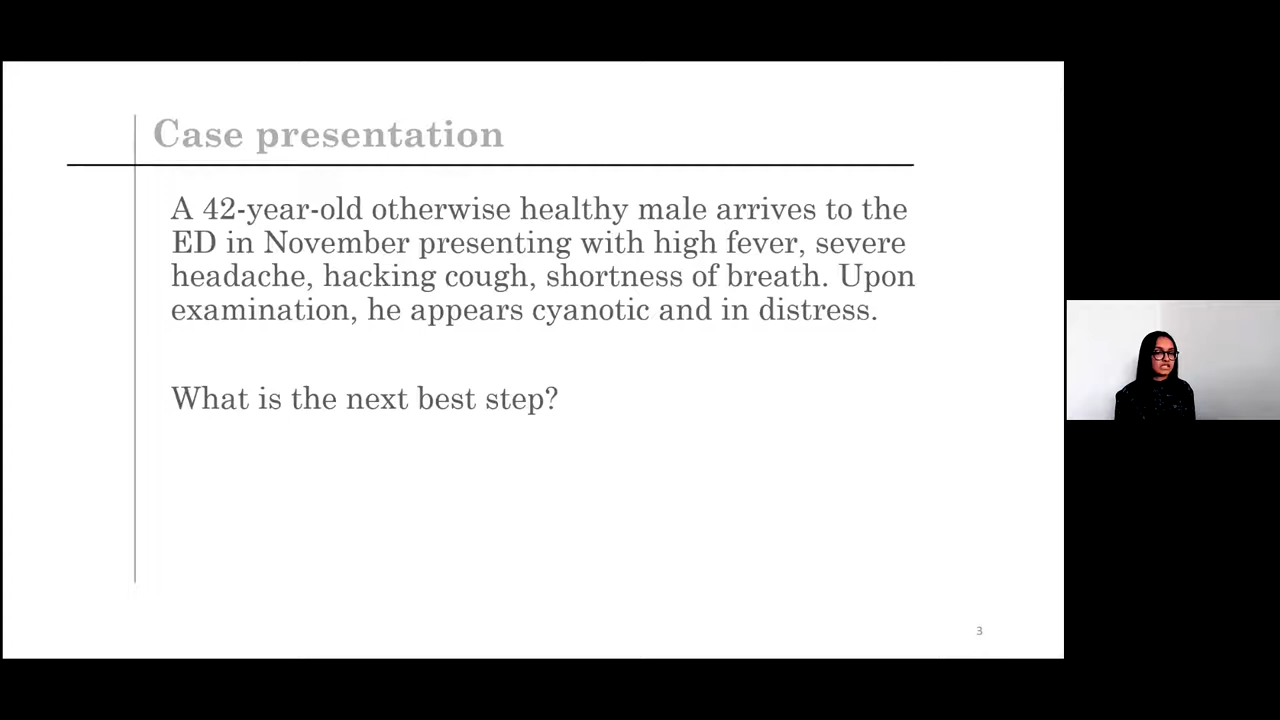 Case presentation
A 42-year-old otherwise healthy male arrives to the
ED in November presenting with high fever, severe
headache, hacking cough, shortness of breath. Upon
examination, he appears cyanotic and in distress.
What is the next best step?
3